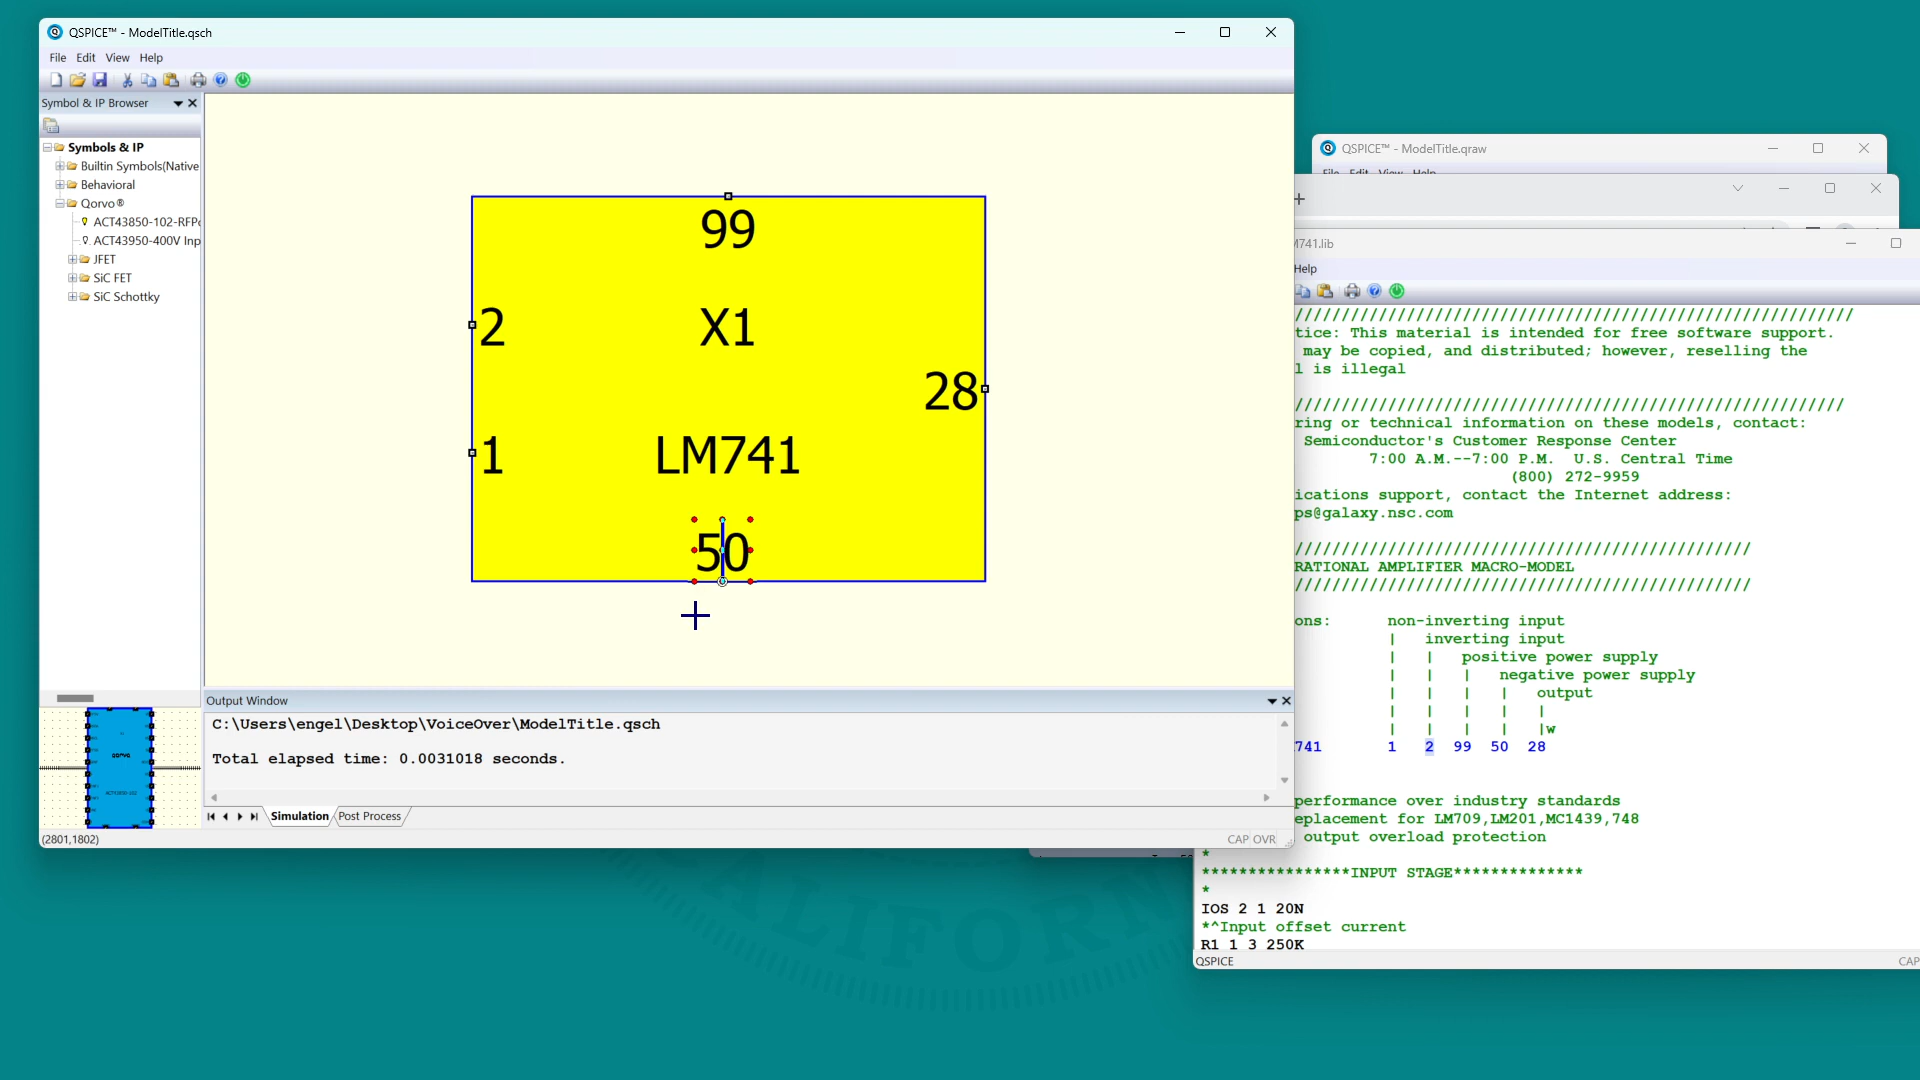 QSPICE™ - ModelTitle.qsch
File Edit View Help
Symbol & IP Browser
Symbols & IP
Builtin Symbols(Native
Behavioral
Qorvo®
ACT43850-102-RFP
ACT43950-400V Inp
JFET
SiC FET
SiC Schottky
99
2
X1
28
1
LM741
50
Output Window
C:\Users\engel\Desktop\VoiceOver\ModelTitle.qsch
Total elapsed time: 0.0031018 seconds.
Simulation
Post Process
(2801,1802)
CAP OVR
QSPICE™ - ModelTitle.qraw
File Edit View Help
741.lib
Help
//////////////////////////////////////////////////////////////
tice: This material is intended for free software support.
may be copied, and distributed; however, reselling the
l is illegal
/////////////////////////////////////////////////////////////
ring or technical information on these models, contact:
Semiconductor's Customer Response Center
7:00 A.M.--7:00 P.M. U.S. Central Time
(800) 272-9959
ications support, contact the Internet address:
ps@galaxy.nsc.com
///////////////////////////////////////////////////
RATIONAL AMPLIFIER MACRO-MODEL
///////////////////////////////////////////////////
ons: non-inverting input
| inverting input
| | positive power supply
| | | negative power supply
| | | | output
| | | | |
| | | | |w
741 1 2 99 50 28
performance over industry standards
eplacement for LM709,LM201,MC1439,748
output overload protection
*
****************INPUT STAGE**************
*
IOS 2 1 20N
*^Input offset current
R1 1 3 250K
QSPICE
CAP
ALIFORN